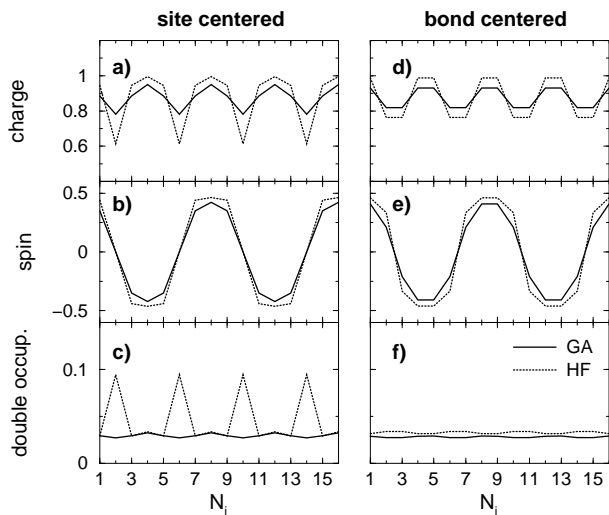 site centered
bond centered
a)
d)
charge
1
0.8
0.6
0.4
b)
e)
spin
0.5
0
−0.5
c)
f)
GA
HF
double occup.
0.1
0
1 3 5 7 9 11 13 15
1 3 5 7 9 11 13 15
N_i
N_i